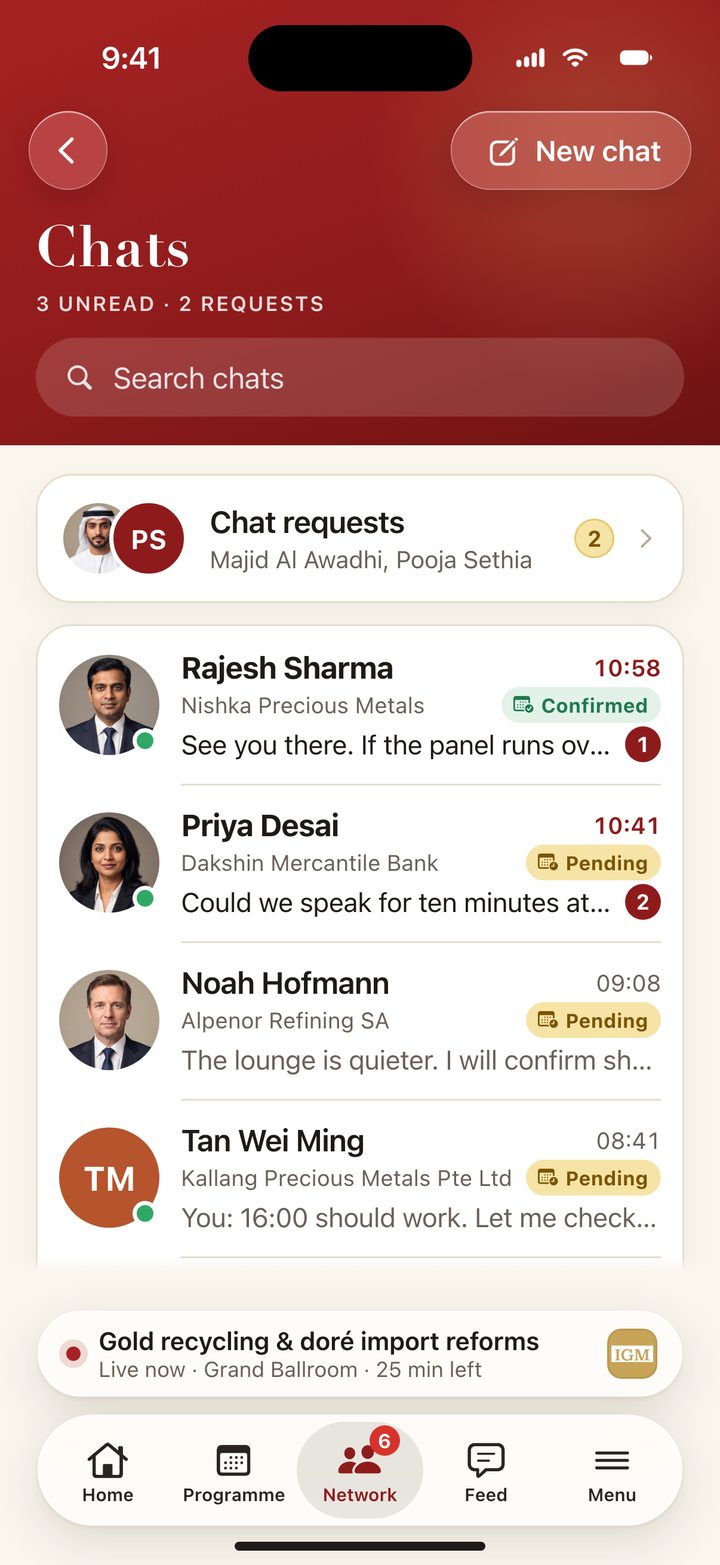 9:41
New chat
Chats
3 UNREAD · 2 REQUESTS
Search chats
PS
Chat requests
Majid Al Awadhi, Pooja Sethia
2
Rajesh Sharma
10:58
Nishka Precious Metals
Confirmed
See you there. If the panel runs ov...
1
Priya Desai
10:41
Dakshin Mercantile Bank
Pending
Could we speak for ten minutes at...
2
Noah Hofmann
09:08
Alpenor Refining SA
Pending
The lounge is quieter. I will confirm sh...
TM
Tan Wei Ming
08:41
Kallang Precious Metals Pte Ltd
Pending
You: 16:00 should work. Let me check...
Gold recycling & doré import reforms
Live now · Grand Ballroom · 25 min left
IGM
6
Home
Programme
Network
Feed
Menu